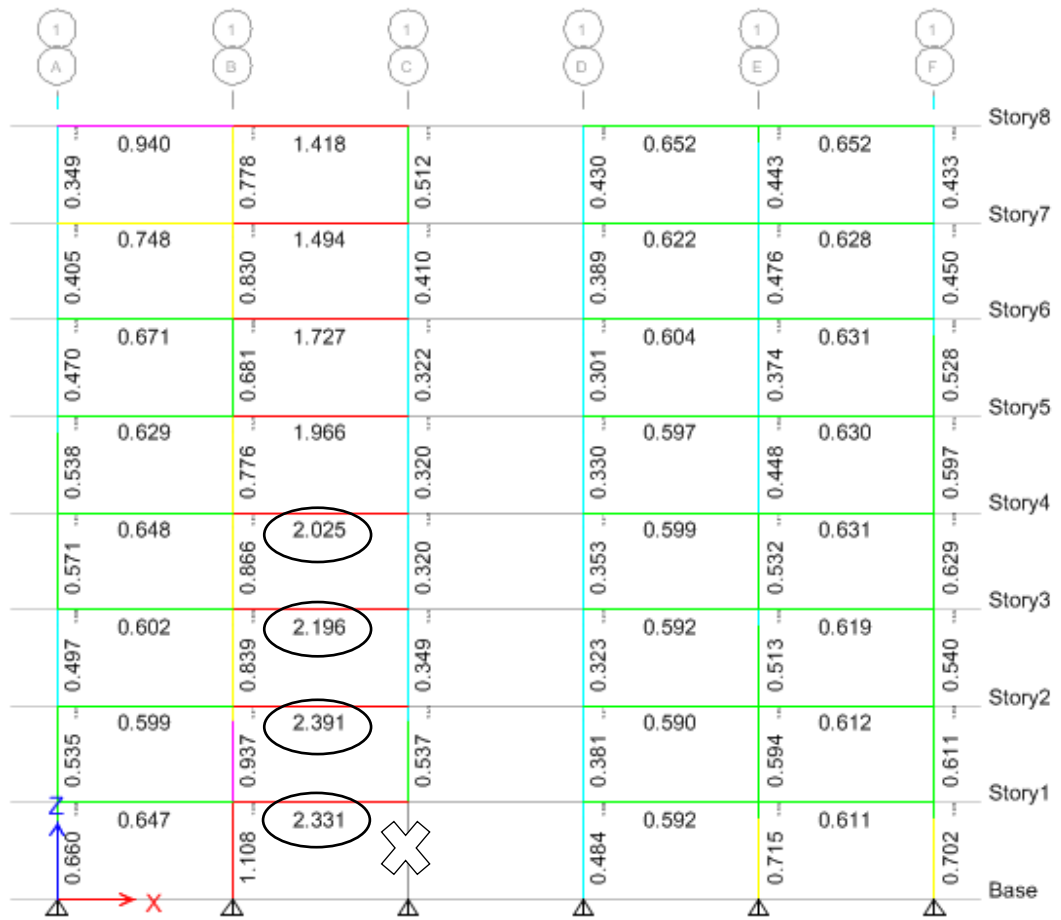 1 1 1 1 1 1
A B C D E F
Story8
0.940 1.418 0.652 0.652
0.349 0.778 0.512 0.430 0.443 0.433
Story7
0.748 1.494 0.622 0.628
0.405 0.830 0.410 0.389 0.476 0.450
Story6
0.671 1.727 0.604 0.631
0.470 0.681 0.322 0.301 0.374 0.528
Story5
0.629 1.966 0.597 0.630
0.538 0.776 0.320 0.330 0.448 0.597
Story4
0.648 2.025 0.599 0.631
0.571 0.866 0.320 0.353 0.532 0.629
Story3
0.602 2.196 0.592 0.619
0.497 0.839 0.349 0.323 0.513 0.540
Story2
0.599 2.391 0.590 0.612
0.535 0.937 0.537 0.381 0.594 0.611
Story1
Z
0.647 2.331 0.592 0.611
0.660 1.108 0.484 0.715 0.702
Base
X